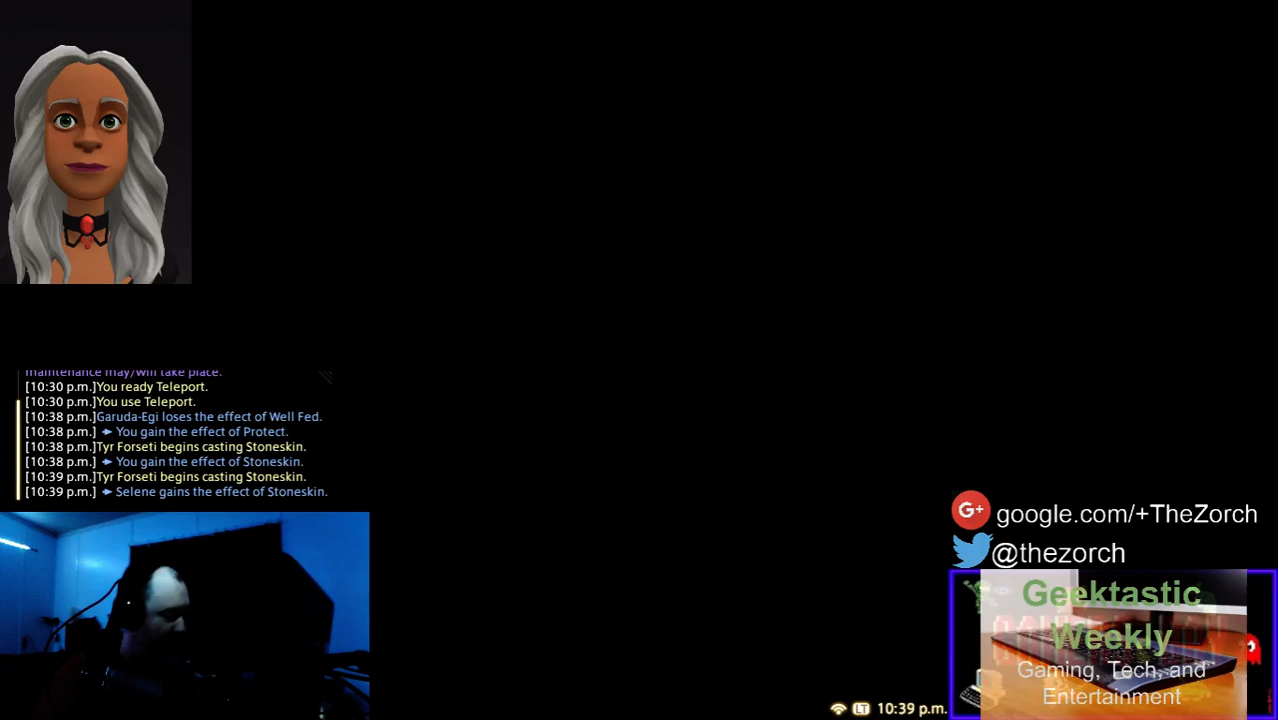 maintenance may/will take place.
[10:30 p.m.]You ready Teleport.
[10:30 p.m.]You use Teleport.
[10:38 p.m.]Garuda-Egi loses the effect of Well Fed.
[10:38 p.m.] You gain the effect of Protect.
[10:38 p.m.]Tyr Forseti begins casting Stoneskin.
[10:38 p.m.] You gain the effect of Stoneskin.
[10:39 p.m.]Tyr Forseti begins casting Stoneskin.
[10:39 p.m.] Selene gains the effect of Stoneskin.
G+ google.com/+TheZorch
@thezorch
Geektastic
Weekly
Gaming, Tech, and
Entertainment
LT 10:39 p.m.